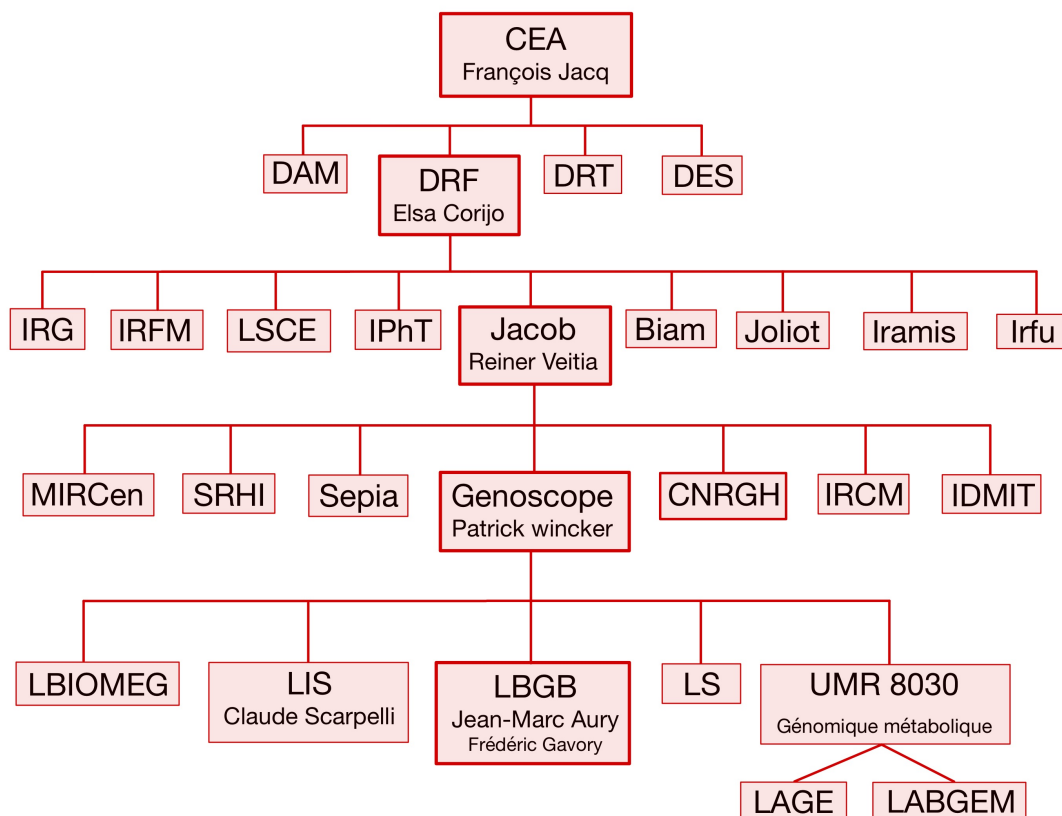 CEA
François Jacq
DAM
DRF
Elsa Corijo
DRT
DES
IRG
IRFM
LSCE
IPhT
Jacob
Reiner Veitia
Biam
Joliot
Iramis
Irfu
MIRCen
SRHI
Sepia
Genoscope
Patrick wincker
CNRGH
IRCM
IDMIT
LBIOMEG
LIS
Claude Scarpelli
LBGB
Jean-Marc Aury
Frédéric Gavory
LS
UMR 8030
Génomique métabolique
LAGE
LABGEM